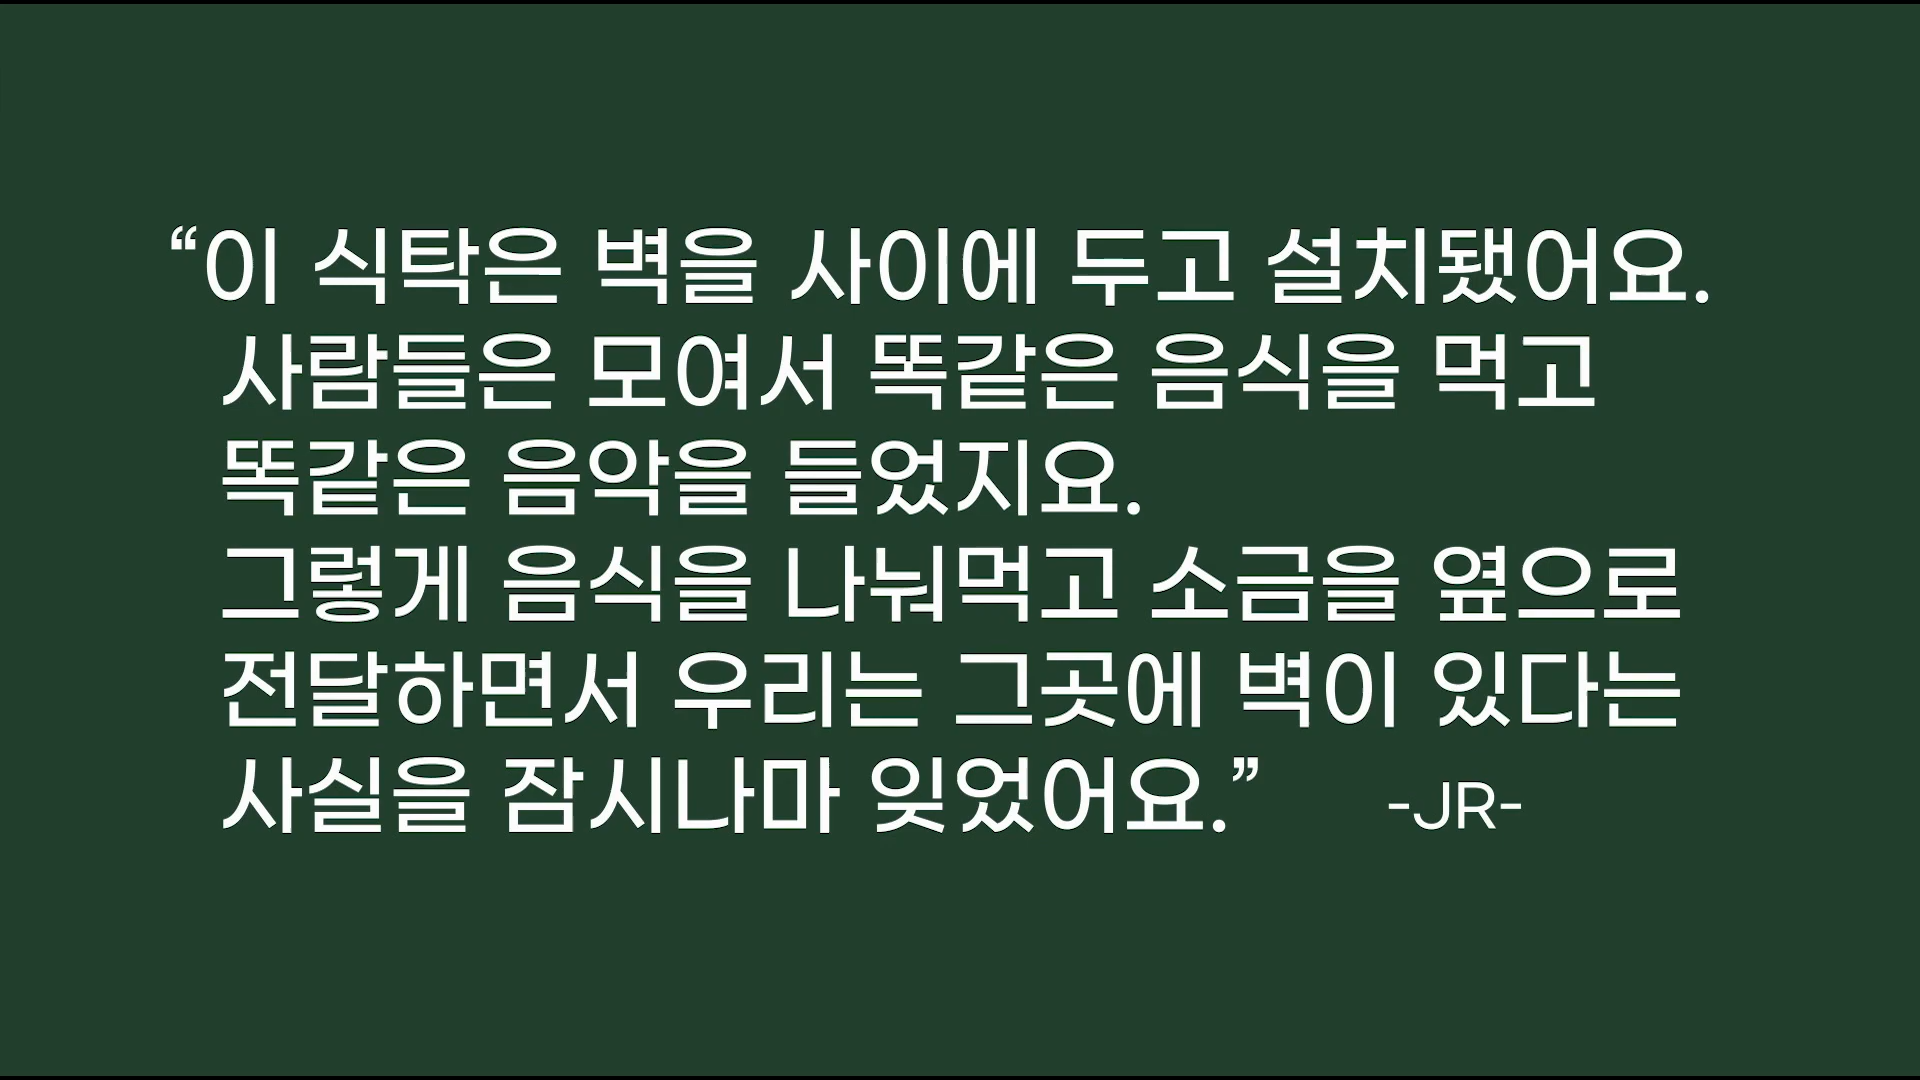 “이 식탁은 벽을 사이에 두고 설치됐어요.
사람들은 모여서 똑같은 음식을 먹고
똑같은 음악을 들었지요.
그렇게 음식을 나눠먹고 소금을 옆으로
전달하면서 우리는 그곳에 벽이 있다는
사실을 잠시나마 잊었어요.” -JR-